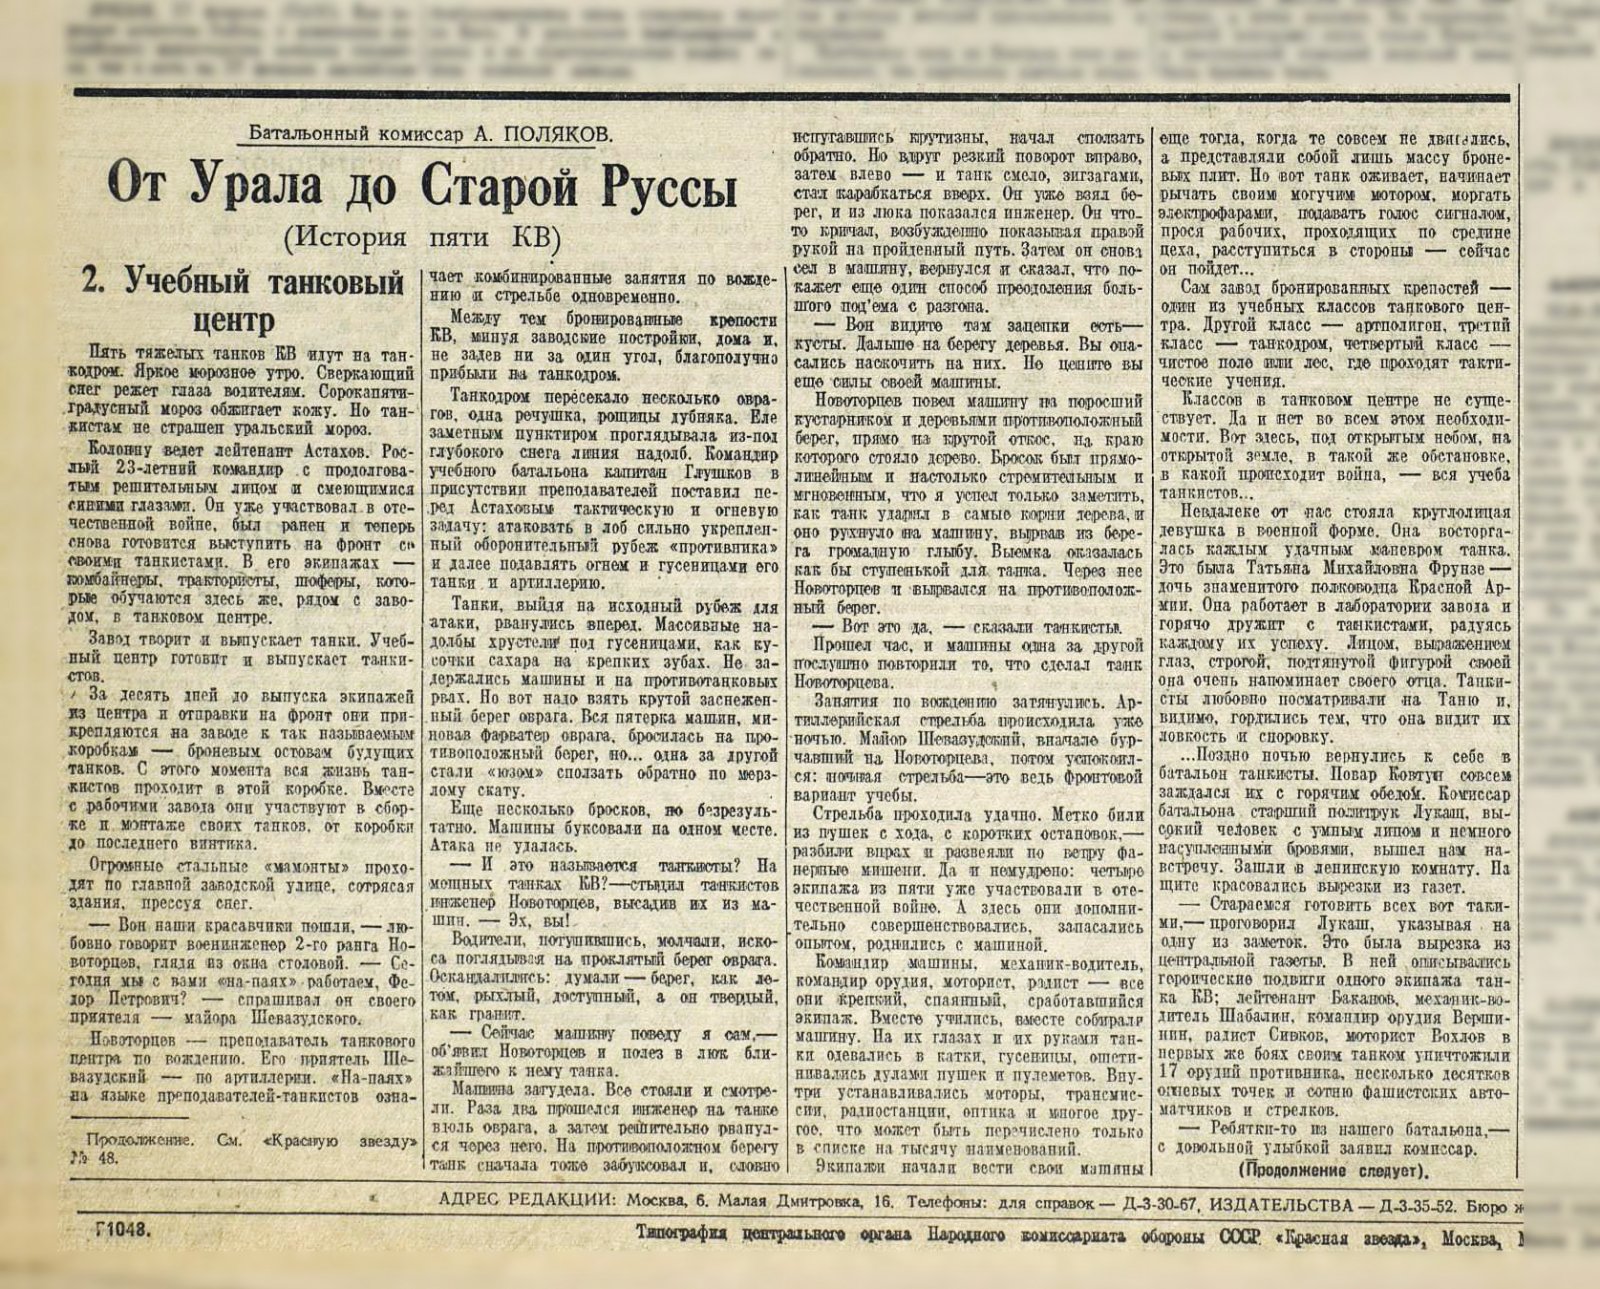 Батальонный комиссар А. ПОЛЯКОВ.
От Урала до Старой Руссы
(История пяти КВ)
2. Учебный танковый
центр
Пять тяжелых танков КВ идут на тан-
кодром. Яркое морозное утро. Сверкающий
снег режет глаза водителям. Сорокапяти-
градусный мороз обжигает кожу. Но тан-
кистам не страшен уральский мороз.
Колонну ведет лейтенант Астахов. Рос-
лый 23-летний командир с продолгова-
тым решительным лицом и смеющимися
синими глазами. Он уже участвовал в оте-
чественной войне, был ранен и теперь
снова готовится выступить на фронт со
своими танкистами. В его экипажах —
комбайнеры, трактористы, шоферы, кото-
рые обучаются здесь же, рядом с заво-
дом, в танковом центре.
Завод творит и выпускает танки. Учеб-
ный центр готовит и выпускает танки-
стов.
За десять дней до выпуска экипажей
из центра и отправки на фронт они при-
крепляются на заводе к так называемым
коробкам — броневым остовам будущих
танков. С этого момента вся жизнь тан-
кистов проходит в этой коробке. Вместе
с рабочими завода они участвуют в сбор-
ке и монтаже своих танков, от коробки
до последнего винтика.
Огромные стальные «мамонты» прохо-
дят по главной заводской улице, сотрясая
здания, прессуя снег.
— Вон наши красавчики пошли, — лю-
бовно говорит военинженер 2-го ранга Но-
воторцев, глядя из окна столовой. — Се-
годня мы с вами «на-паях» работаем, Фе-
дор Петрович? — спрашивал он своего
приятеля — майора Шевазудского.
Новоторцев — преподаватель танкового
центра по вождению. Его приятель Ше-
вазудский — по артиллерии. «На-паях»
на языке преподавателей-танкистов озна-
Продолжение. См. «Красную звезду»
№ 48.
чает комбинированные занятия по вожде-
нию и стрельбе одновременно.
Между тем бронированные крепости
КВ, минуя заводские постройки, дома и,
не задев ни за один угол, благополучно
прибыли на танкодром.
Танкодром пересекало несколько овра-
гов, одна речушка, рощицы дубняка. Еле
заметным пунктиром проглядывала из-под
глубокого снега линия надолб. Командир
учебного батальона капитан Глушков в
присутствии преподавателей поставил пе-
ред Астаховым тактическую и огневую
задачу: атаковать в лоб сильно укреплен-
ный оборонительный рубеж «противника»
и далее подавлять огнем и гусеницами его
танки и артиллерию.
Танки, выйдя на исходный рубеж для
атаки, рванулись вперед. Массивные на-
долбы хрустели под гусеницами, как ку-
сочки сахара на крепких зубах. Не за-
держались машины и на противотанковых
рвах. Но вот надо взять крутой заснежен-
ный берег оврага. Вся пятерка машин, ми-
новав фарватер оврага, бросилась на про-
тивоположный берег, но... одна за другой
стали «юзом» сползать обратно по мерз-
лому скату.
Еще несколько бросков, но безрезуль-
татно. Машины буксовали на одном месте.
Атака не удалась.
— И это называется танкисты? На
мощных танках КВ?—стыдил танкистов
инженер Новоторцев, высадив их из ма-
шин. — Эх, вы!
Водители, потупившись, молчали, иско-
са поглядывая на проклятый берег оврага.
Оскандалились: думали — берег, как ле-
том, рыхлый, доступный, а он твердый,
как гранит.
— Сейчас машину поведу я сам,—
об'явил Новоторцев и полез в люк бли-
жайшего к нему танка.
Машина загудела. Все стояли и смотре-
ли. Раза два прошелся инженер на танке
вдоль оврага, а затем решительно рванул-
ся через него. На противоположном берегу
танк сначала тоже забуксовал и, словно
испугавшись крутизны, начал сползать
обратно. Но вдруг резкий поворот вправо,
затем влево — и танк смело, зигзагами,
стал карабкаться вверх. Он уже взял бе-
рег, и из люка показался инженер. Он что-
то кричал, возбужденно показывая правой
рукой на пройденный путь. Затем он снова
сел в машину, вернулся и сказал, что по-
кажет еще один способ преодоления боль-
шого под'ема с разгона.
— Вон видите там зацепки есть—
кусты. Дальше на берегу деревья. Вы опа-
сались наскочить на них. Не цените вы
еще силы своей машины.
Новоторцев повел машину на поросший
кустарником и деревьями противоположный
берег, прямо на крутой откос, на краю
которого стояло дерево. Бросок был прямо-
линейным и настолько стремительным и
мгновенным, что я успел только заметить,
как танк ударил в самые корни дерева, и
оно рухнуло на машину, вырвав из бере-
га громадную глыбу. Выемка оказалась
как бы ступенькой для танка. Через нее
Новоторцев и вырвался на противополож-
ный берег.
— Вот это да, — сказали танкисты.
Прошел час, и машины одна за другой
послушно повторили то, что сделал танк
Новоторцева.
Занятия по вождению затянулись. Ар-
тиллерийская стрельба происходила уже
ночью. Майор Шевазудский, вначале бур-
чавший на Новоторцева, потом успокоил-
ся: ночная стрельба—это ведь фронтовой
вариант учебы.
Стрельба проходила удачно. Метко били
из пушек с хода, с коротких остановок,—
разбили вдрах и развеяли по ветру фа-
нерные мишени. Да и немудрено: четыре
экипажа из пяти уже участвовали в оте-
чественной войне. А здесь они дополни-
тельно совершенствовались, запасались
опытом, роднились с машиной.
Командир машины, механик-водитель,
командир орудия, моторист, радист — все
они крепкий, спаянный, сработавшийся
экипаж. Вместе учились, вместе собирали
машину. На их глазах и их руками тан-
ки одевались в катки, гусеницы, ощети-
нивались дулами пушек и пулеметов. Вну-
три устанавливались моторы, трансмис-
сии, радиостанции, оптика и многое дру-
гое, что может быть перечислено только
в списке на тысячу наименований.
Экипажи начали вести свои машины
еще тогда, когда те совсем не двигались,
а представляли собой лишь массу броне-
вых плит. Но вот танк оживает, начинает
рычать своим могучим мотором, моргать
электрофарами, подавать голос сигналом,
прося рабочих, проходящих по средине
цеха, расступиться в стороны — сейчас
он пойдет...
Сам завод бронированных крепостей —
один из учебных классов танкового цен-
тра. Другой класс — артполигон, третий
класс — танкодром, четвертый класс —
чистое поле или лес, где проходят такти-
ческие учения.
Классов в танковом центре не суще-
ствует. Да и нет во всем этом необходи-
мости. Вот здесь, под открытым небом, на
открытой земле, в такой же обстановке,
в какой происходит война, — вся учеба
танкистов...
Невдалеке от нас стояла круглолицая
девушка в военной форме. Она восторга-
лась каждым удачным маневром танка.
Это была Татьяна Михайловна Фрунзе —
дочь знаменитого полководца Красной Ар-
мии. Она работает в лаборатории завода и
горячо дружит с танкистами, радуясь
каждому их успеху. Лицом, выражением
глаз, строгой, подтянутой фигурой своей
она очень напоминает своего отца. Танки-
сты любовно посматривали на Таню и,
видимо, гордились тем, что она видит их
ловкость и сноровку.
...Поздно ночью вернулись к себе в
батальон танкисты. Повар Ковтун совсем
заждался их с горячим обедом. Комиссар
батальона старший политрук Лукаш, вы-
сокий человек с умным лицом и немного
насупленными бровями, вышел нам на-
встречу. Зашли в ленинскую комнату. На
щите красовались вырезки из газет.
— Стараемся готовить всех вот таки-
ми,— проговорил Лукаш, указывая на
одну из заметок. Это была вырезка из
центральной газеты. В ней описывались
героические подвиги одного экипажа тан-
ка КВ; лейтенант Баканов, механик-во-
дитель Шабалин, командир орудия Верши-
нин, радист Сивков, моторист Вохлов в
первых же боях своим танком уничтожили
17 орудий противника, несколько десятков
огневых точек и сотню фашистских авто-
матчиков и стрелков.
— Ребятки-то из нашего батальона,—
с довольной улыбкой заявил комиссар.
(Продолжение следует).
АДРЕС РЕДАКЦИИ: Москва, 6. Малая Дмитровка, 16. Телефоны: для справок — Д-3-30-67, ИЗДАТЕЛЬСТВА — Д-3-35-52. Бюро
Г1048.
Типография центрального органа Народного комиссариата обороны СССР «Красная звезда», Москва,